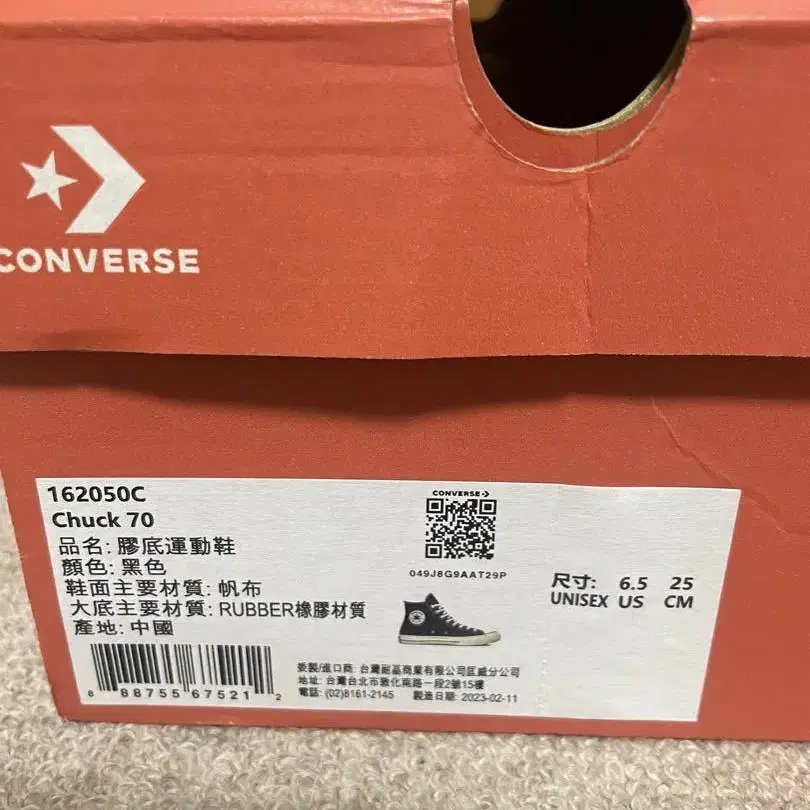 CONVERSE
162050C
Chuck 70
品名: 膠底運動鞋
顏色: 黑色
鞋面主要材質: 帆布
大底主要材質: RUBBER橡膠材質
產地: 中國
8 88755 67521 2
CONVERSE
049J8G9AAT29P
尺寸: 6.5 25
UNISEX US CM
委製/進口商: 台灣耐基商業有限公司匡威分公司
地址: 台灣台北市敦化南路一段2號15樓
電話: (02)8161-2145 製造日期: 2023-02-11